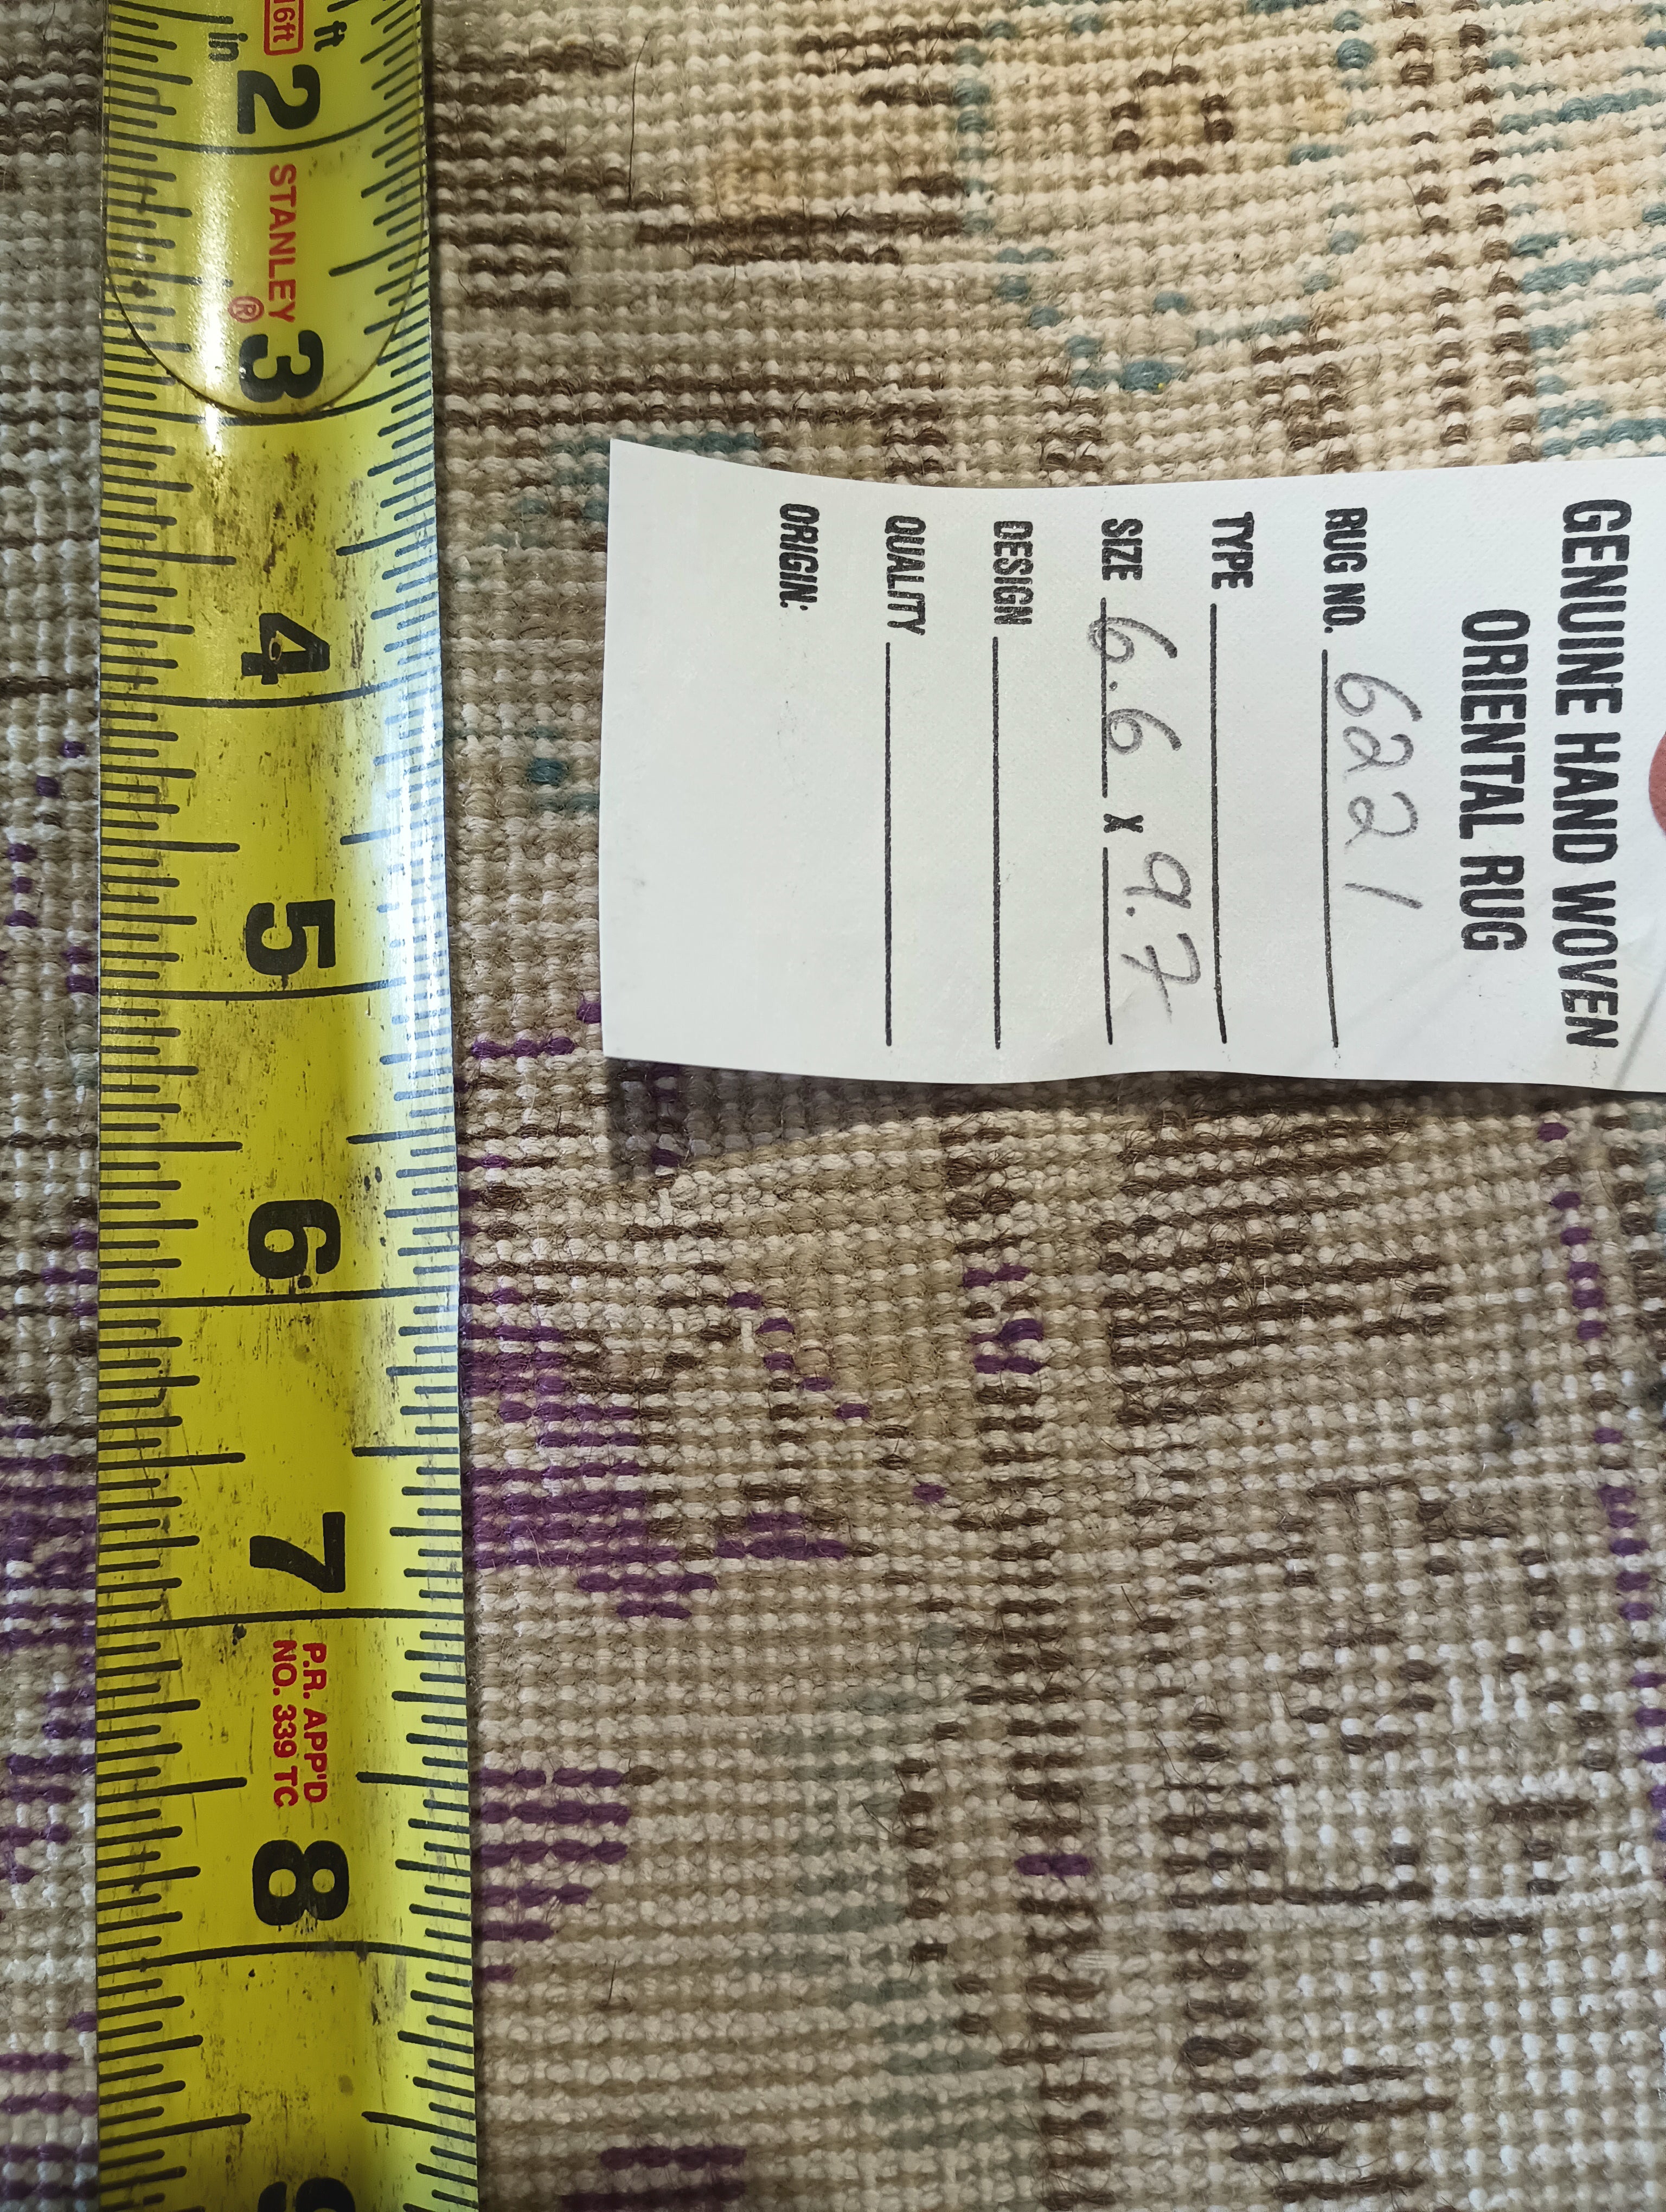 16ft
ft
in
2
STANLEY®
3
4
5
6
7
P.R. APP'D
NO. 339 TC
8
9
GENUINE HAND WOVEN
ORIENTAL RUG
RUG NO. 6221
TYPE
SIZE 6.6 x 9.7
DESIGN
QUALITY
ORIGIN: